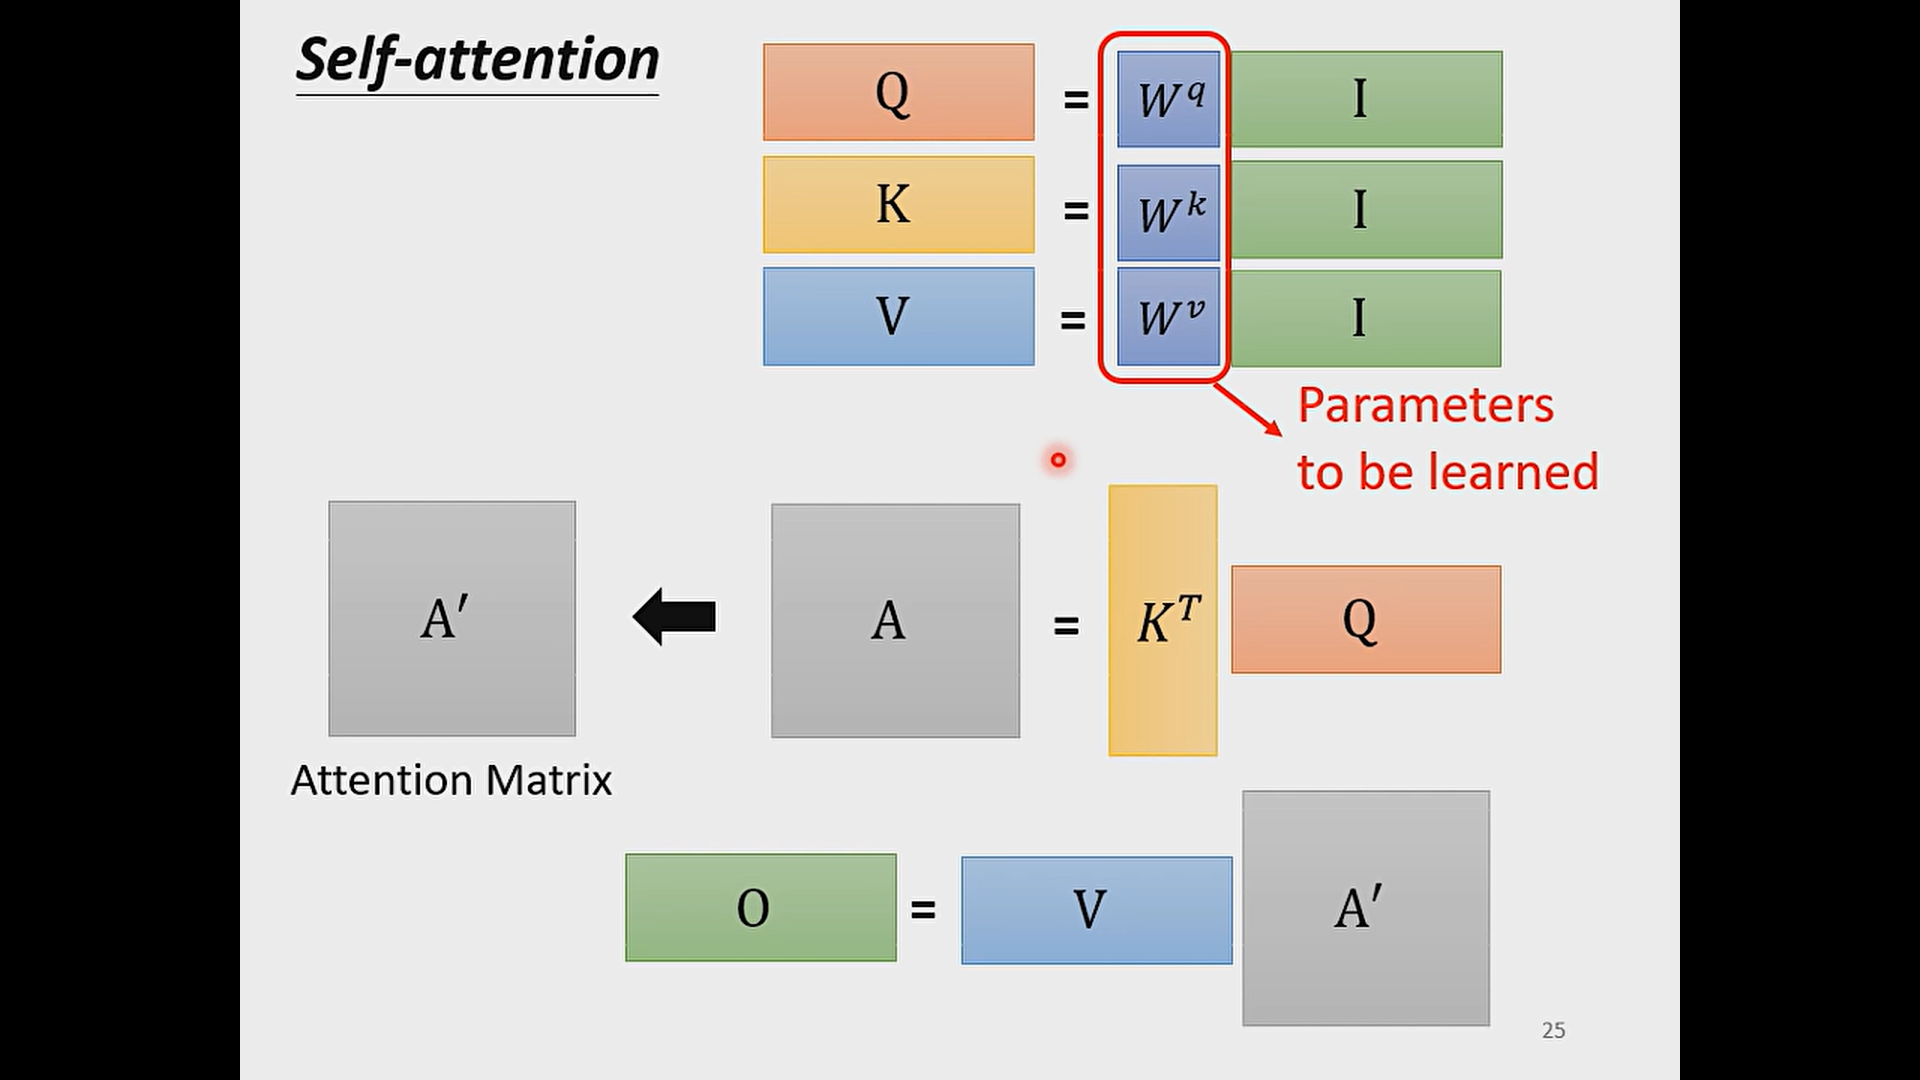 Self-attention
Q = W^q I
K = W^k I
V = W^v I
Parameters
to be learned
A′ A = K^T Q
Attention Matrix
O = V A′
25